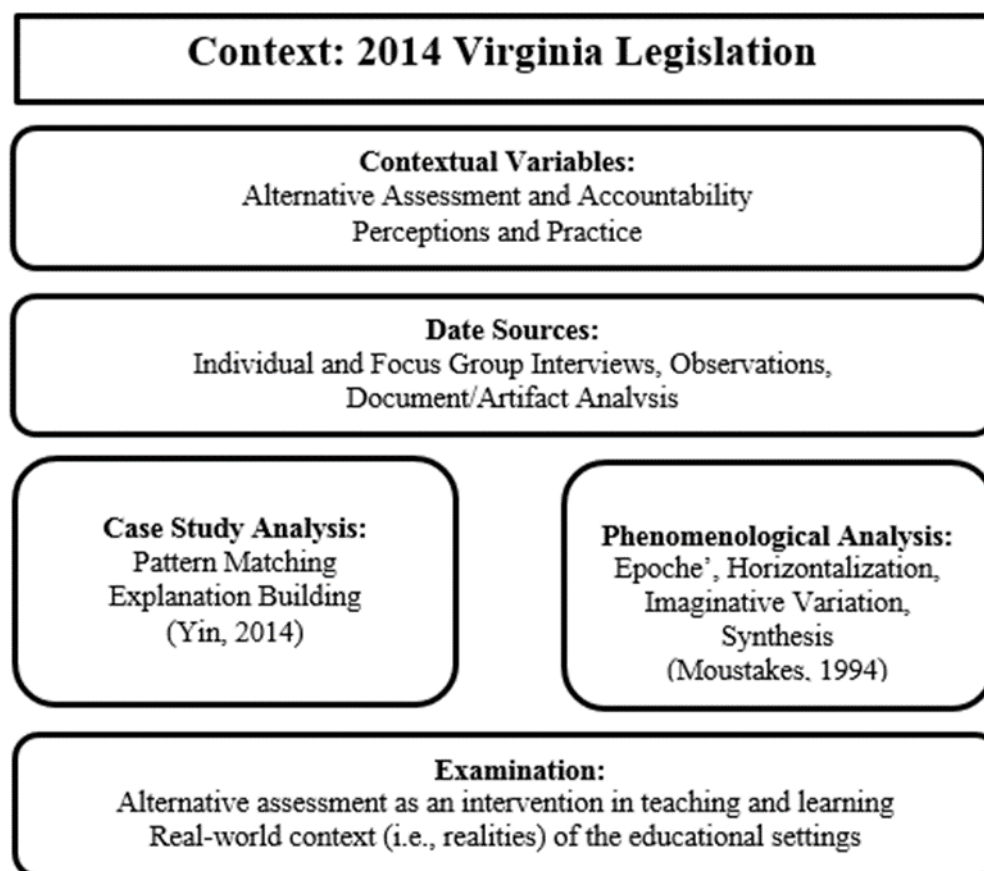 Context: 2014 Virginia Legislation
Contextual Variables:
Alternative Assessment and Accountability
Perceptions and Practice
Date Sources:
Individual and Focus Group Interviews, Observations,
Document/Artifact Analysis
Case Study Analysis:
Pattern Matching
Explanation Building
(Yin, 2014)
Phenomenological Analysis:
Epoche’, Horizontalization,
Imaginative Variation,
Synthesis
(Moustakes, 1994)
Examination:
Alternative assessment as an intervention in teaching and learning
Real-world context (i.e., realities) of the educational settings